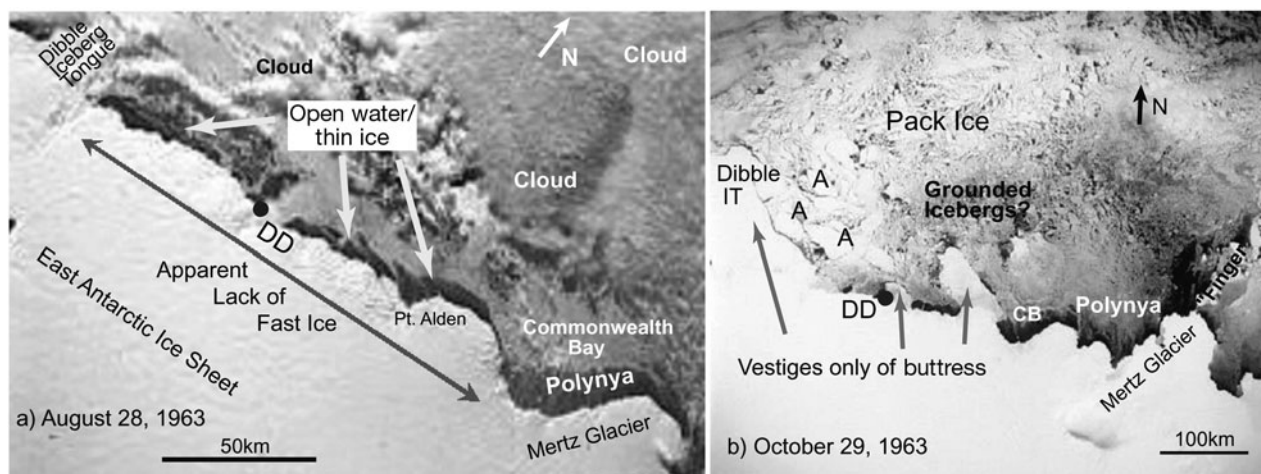 Dibble
Iceberg
Tongue
Cloud
N
Cloud
Open water/
thin ice
Cloud
DD
East Antarctic Ice Sheet
Apparent
Lack of
Fast Ice
Pt. Alden
Commonwealth
Bay
Polynya
Mertz Glacier
a) August 28, 1963
50km
N
Pack Ice
Dibble
IT
A
A
A
Grounded
Icebergs?
DD
CB
Polynya
Finger
Vestiges only of buttress
Mertz Glacier
b) October 29, 1963
100km